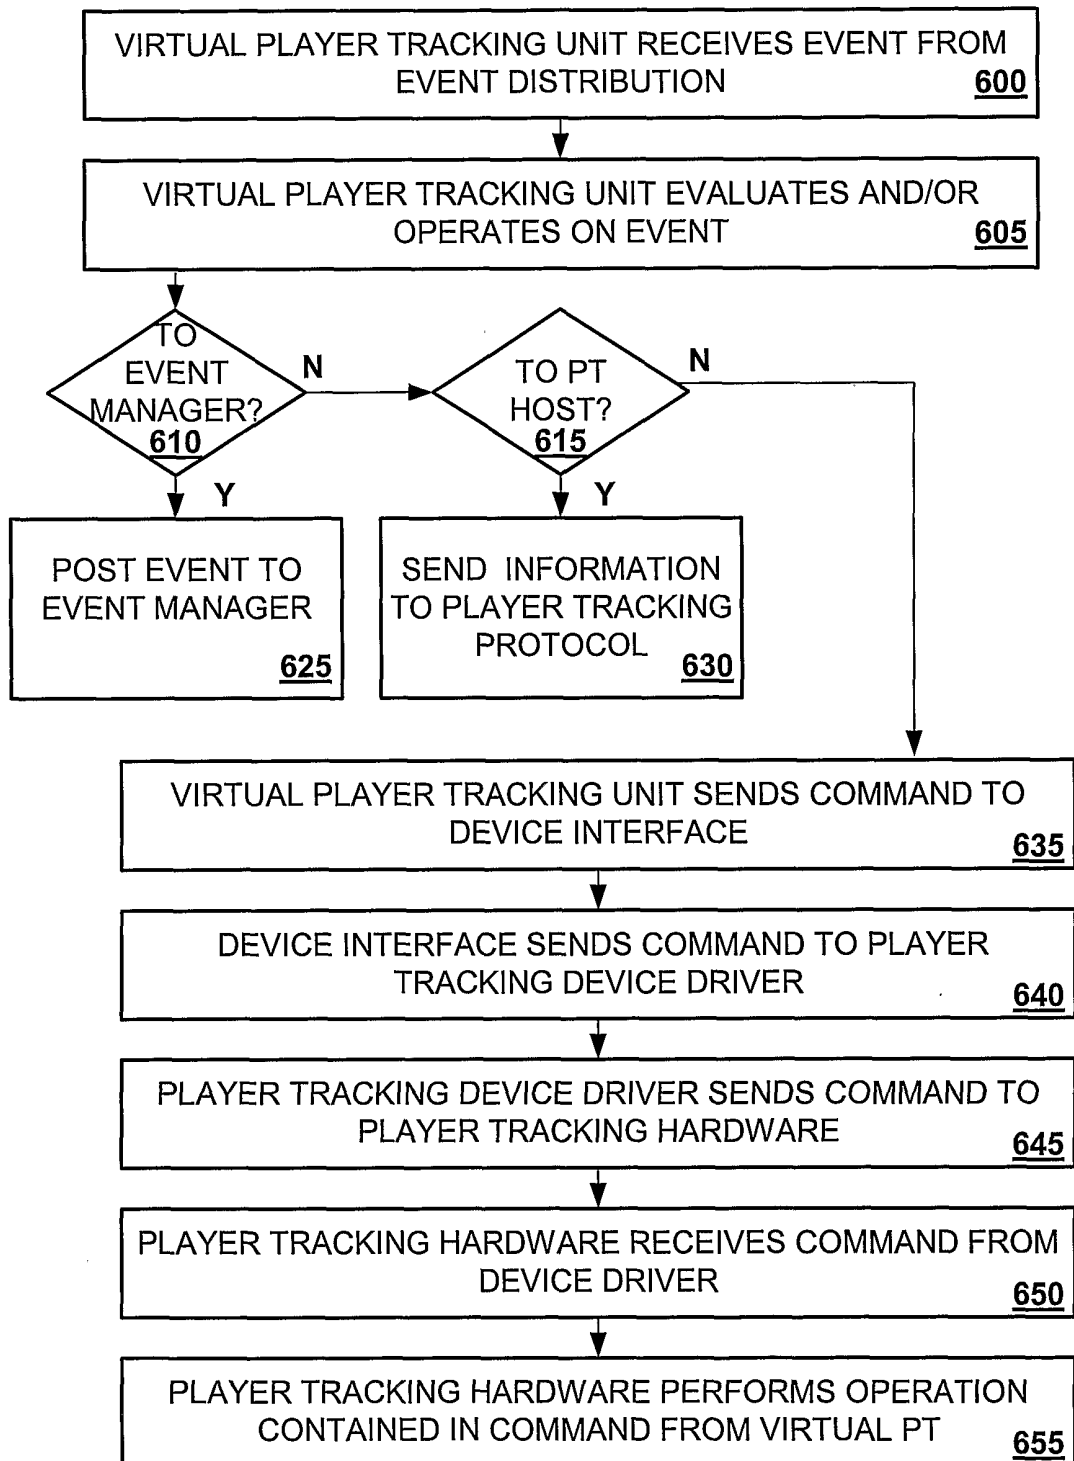 VIRTUAL PLAYER TRACKING UNIT RECEIVES EVENT FROM
EVENT DISTRIBUTION
600
VIRTUAL PLAYER TRACKING UNIT EVALUATES AND/OR
OPERATES ON EVENT
605
TO
EVENT
MANAGER?
610
N
TO PT
HOST?
615
N
Y
Y
POST EVENT TO
EVENT MANAGER
625
SEND INFORMATION
TO PLAYER TRACKING
PROTOCOL
630
VIRTUAL PLAYER TRACKING UNIT SENDS COMMAND TO
DEVICE INTERFACE
635
DEVICE INTERFACE SENDS COMMAND TO PLAYER
TRACKING DEVICE DRIVER
640
PLAYER TRACKING DEVICE DRIVER SENDS COMMAND TO
PLAYER TRACKING HARDWARE
645
PLAYER TRACKING HARDWARE RECEIVES COMMAND FROM
DEVICE DRIVER
650
PLAYER TRACKING HARDWARE PERFORMS OPERATION
CONTAINED IN COMMAND FROM VIRTUAL PT
655